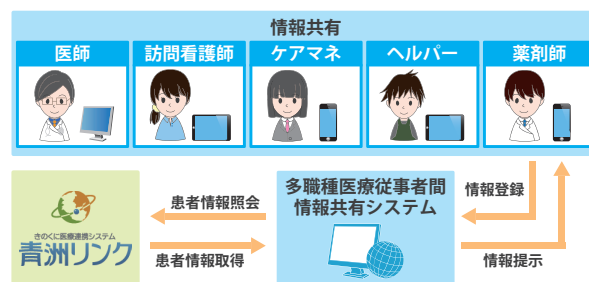 情報共有
医師
訪問看護師
ケアマネ
ヘルパー
薬剤師
きのくに医療連携システム
青洲リンク
患者情報照会
患者情報取得
多職種医療従事者間
情報共有システム
情報登録
情報提示